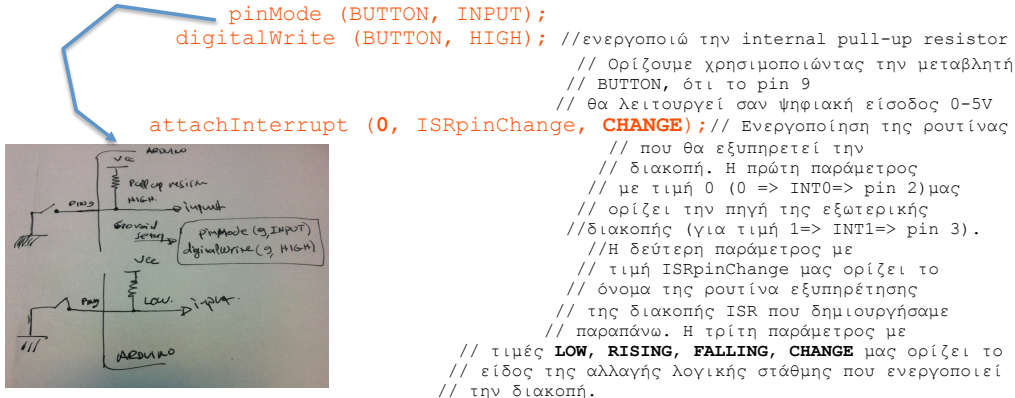 pinMode (BUTTON, INPUT);
digitalWrite (BUTTON, HIGH); //ενεργοποιώ την internal pull-up resistor
// Ορίζουμε χρησιμοποιώντας την μεταβλητή
// BUTTON, ότι το pin 9
// θα λειτουργεί σαν ψηφιακή είσοδος 0-5V
attachInterrupt (0, ISRpinChange, CHANGE);// Ενεργοποίηση της ρουτίνας
// που θα εξυπηρετεί την
// διακοπή. Η πρώτη παράμετρος
// με τιμή 0 (0 => INT0=> pin 2)μας
// ορίζει την πηγή της εξωτερικής
//διακοπής (για τιμή 1=> INT1=> pin 3).
//Η δεύτερη παράμετρος με
// τιμή ISRpinChange μας ορίζει το
// όνομα της ρουτίνα εξυπηρέτησης
// της διακοπής ISR που δημιουργήσαμε
// παραπάνω. Η τρίτη παράμετρος με
// τιμές LOW, RISING, FALLING, CHANGE μας ορίζει το
// είδος της αλλαγής λογικής στάθμης που ενεργοποιεί
// την διακοπή.
ARDUINO
Vcc
Pull up resistor
HIGH.
PIN9
input
void
setup
pinMode (9, INPUT)
digitalWrite (9, HIGH)
Vcc
PIN9
LOW.
input
ARDUINO